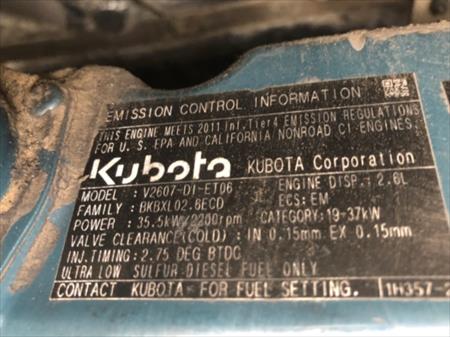 EMISSION CONTROL INFORMATION
THIS ENGINE MEETS 2011 Int.Tier4 EMISSION REGULATIONS
FOR U.S. EPA AND CALIFORNIA NONROAD CI-ENGINES.
Kubota KUBOTA Corporation
MODEL : V2607-DI-ET06 ENGINE DISP.: 2.6L
FAMILY : BKBXL02.6ECD ECS: EM
POWER : 35.5kW/2200rpm CATEGORY: 19-37kW
VALVE CLEARANCE(COLD) : IN 0.15mm EX 0.15mm
INJ.TIMING: 2.75 DEG BTDC
ULTRA LOW SULFUR-DIESEL FUEL ONLY
CONTACT KUBOTA FOR FUEL SETTING. 1H357-2